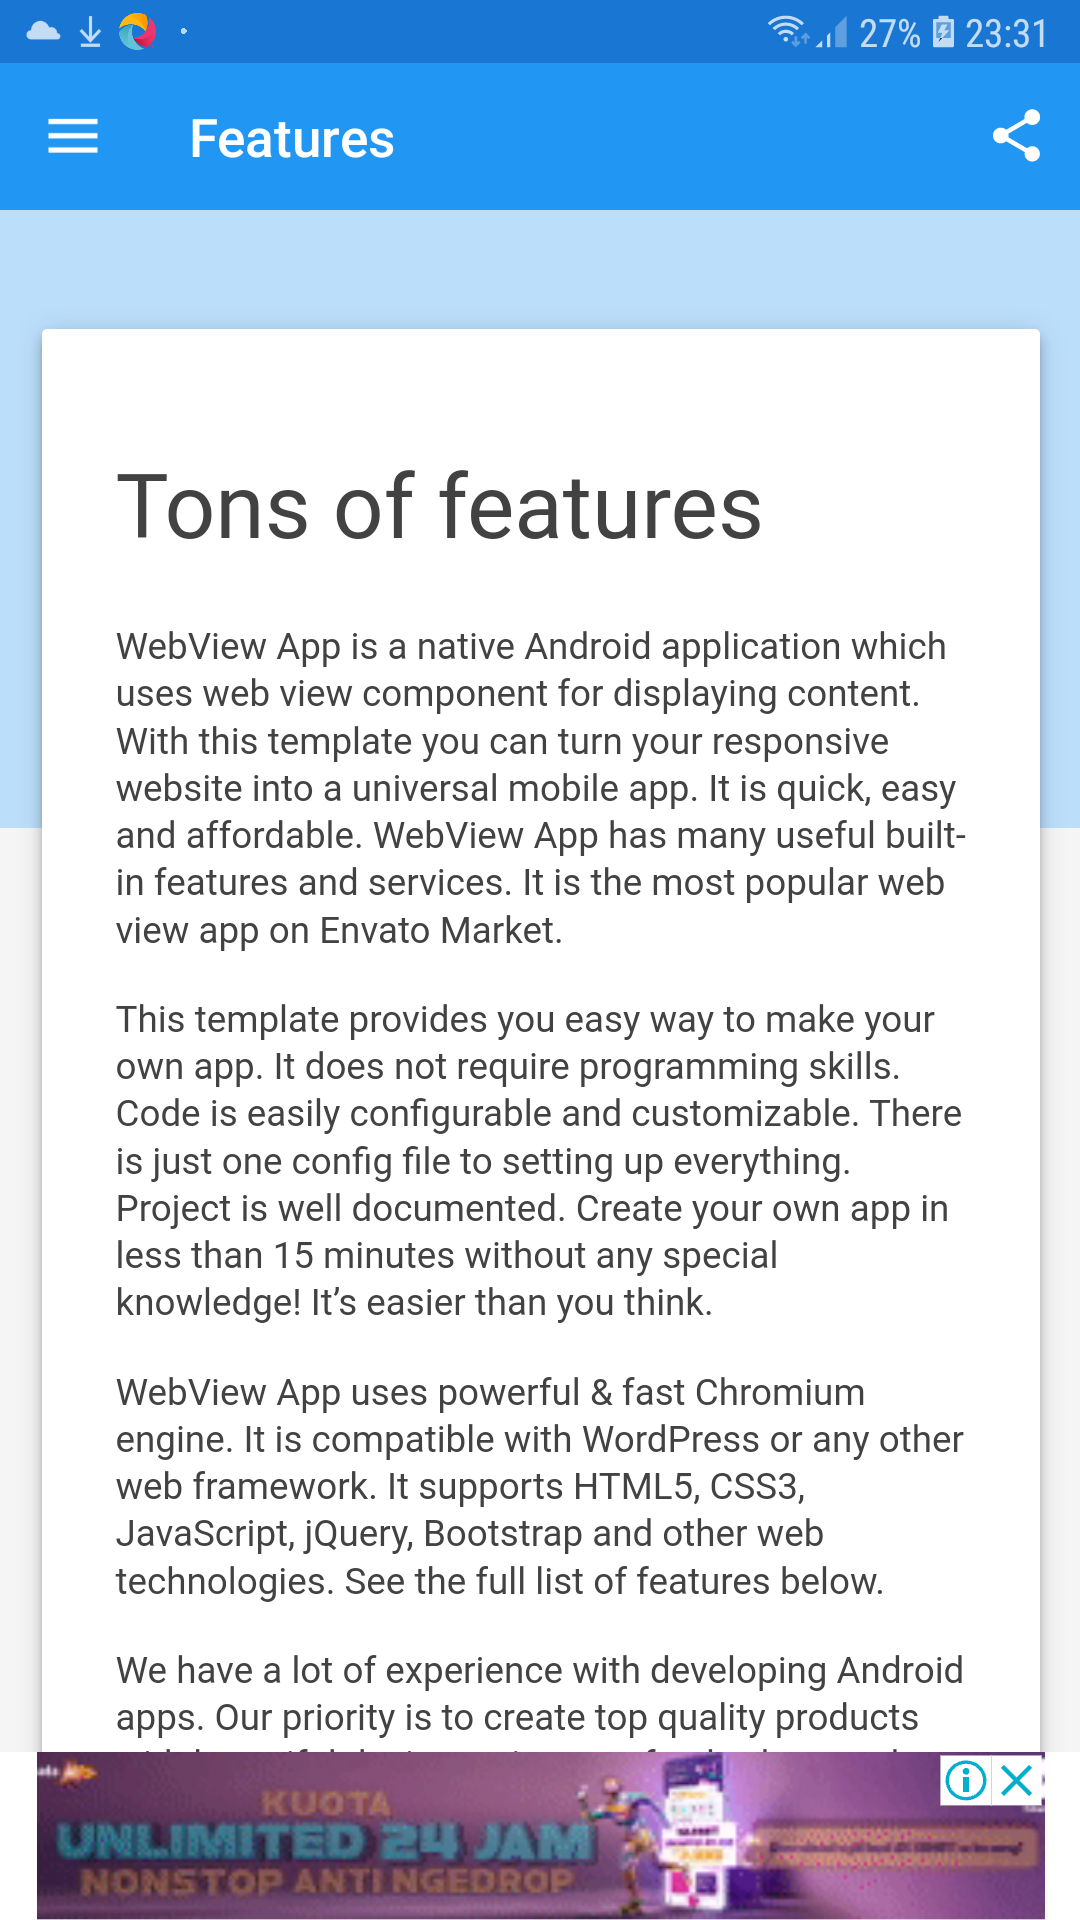 27% 23:31
Features
Tons of features
WebView App is a native Android application which
uses web view component for displaying content.
With this template you can turn your responsive
website into a universal mobile app. It is quick, easy
and affordable. WebView App has many useful built-
in features and services. It is the most popular web
view app on Envato Market.
This template provides you easy way to make your
own app. It does not require programming skills.
Code is easily configurable and customizable. There
is just one config file to setting up everything.
Project is well documented. Create your own app in
less than 15 minutes without any special
knowledge! It’s easier than you think.
WebView App uses powerful & fast Chromium
engine. It is compatible with WordPress or any other
web framework. It supports HTML5, CSS3,
JavaScript, jQuery, Bootstrap and other web
technologies. See the full list of features below.
We have a lot of experience with developing Android
apps. Our priority is to create top quality products
KUOTA
UNLIMITED 24 JAM
NONSTOP ANTI NGEDROP